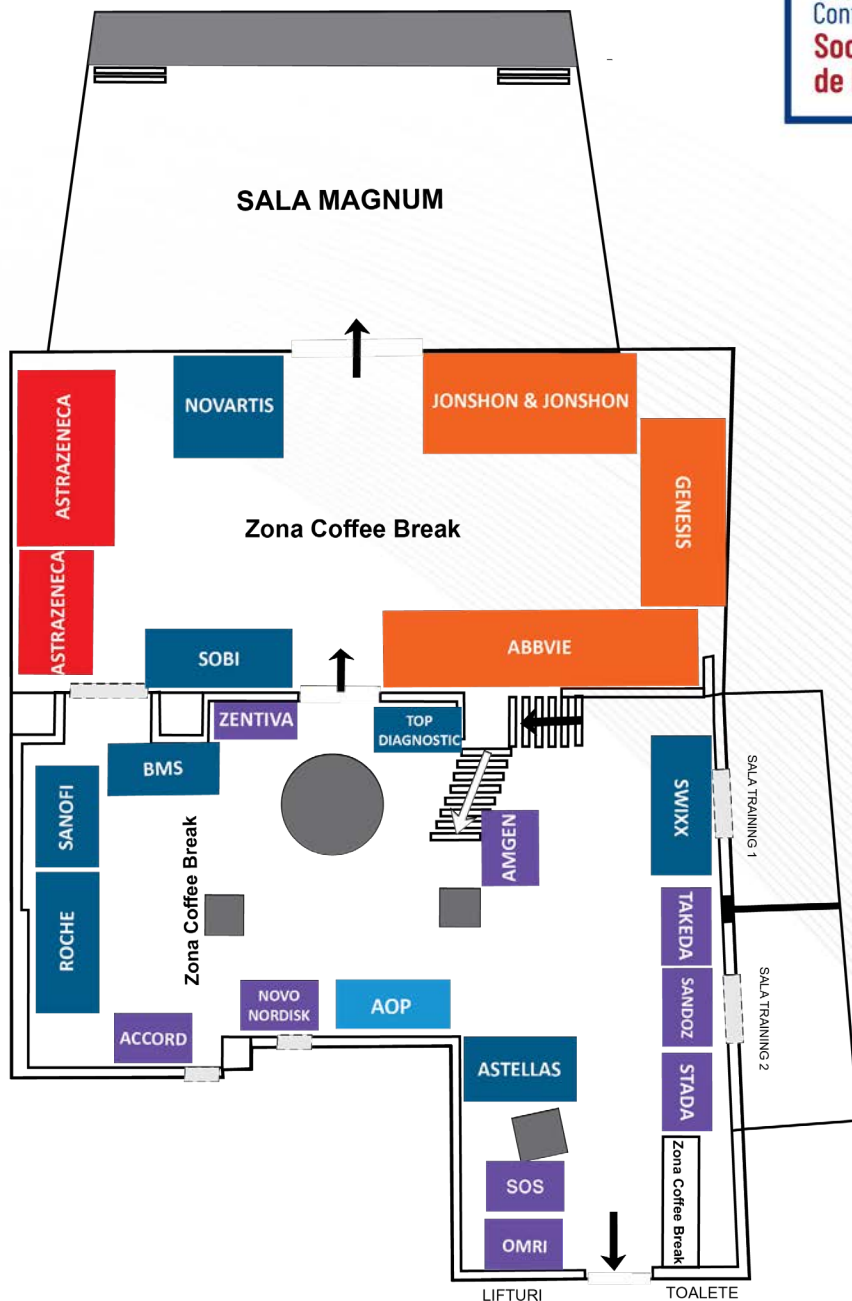 Soc
de
SALA MAGNUM
NOVARTIS
JONSHON & JONSHON
ASTRAZENECA
GENESIS
Zona Coffee Break
ASTRAZENECA
SOBI
ABBVIE
ZENTIVA
TOP
DIAGNOSTIC
BMS
SANOFI
SWIXX
SALA TRAINING 1
AMGEN
Zona Coffee Break
ROCHE
TAKEDA
SANDOZ
SALA TRAINING 2
NOVO
NORDISK
AOP
ACCORD
ASTELLAS
STADA
Zona Coffee Break
SOS
OMRI
LIFTURI
TOALETE